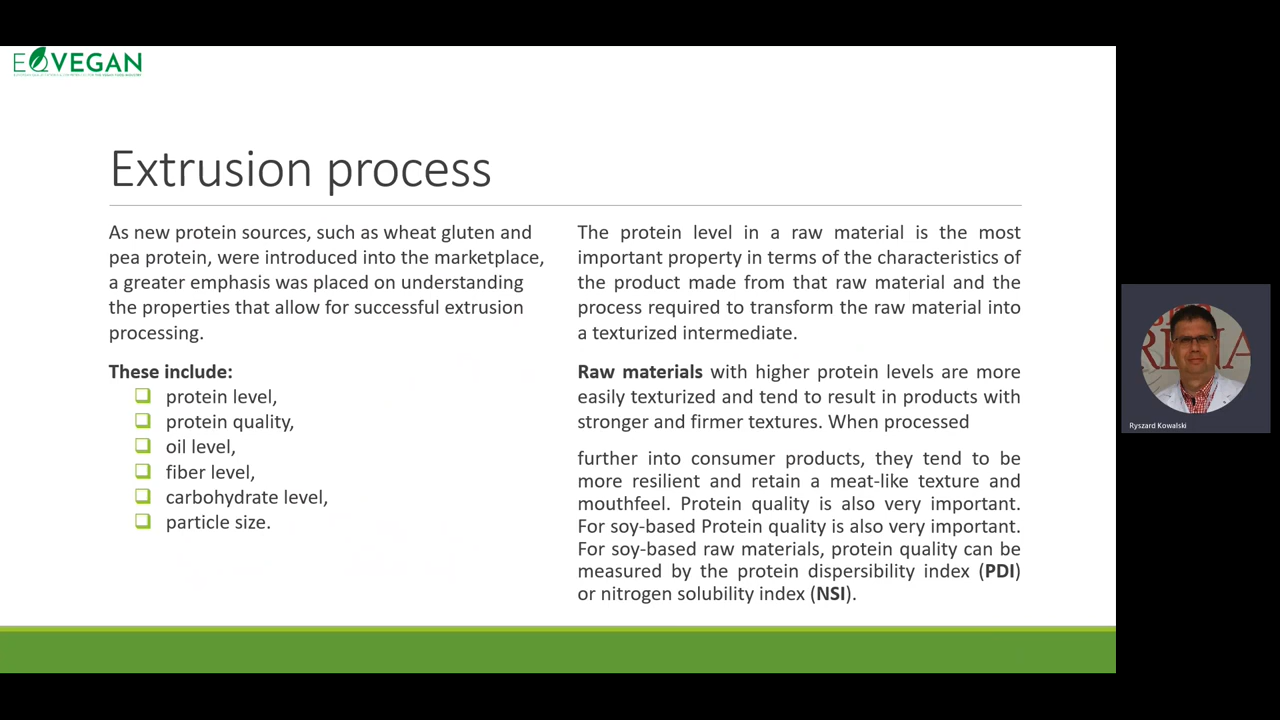 EQVEGAN
Extrusion process
As new protein sources, such as wheat gluten and
pea protein, were introduced into the marketplace,
a greater emphasis was placed on understanding
the properties that allow for successful extrusion
processing.
These include:
protein level,
protein quality,
oil level,
fiber level,
carbohydrate level,
particle size.
The protein level in a raw material is the most
important property in terms of the characteristics of
the product made from that raw material and the
process required to transform the raw material into
a texturized intermediate.
Raw materials with higher protein levels are more
easily texturized and tend to result in products with
stronger and firmer textures. When processed
further into consumer products, they tend to be
more resilient and retain a meat-like texture and
mouthfeel. Protein quality is also very important.
For soy-based Protein quality is also very important.
For soy-based raw materials, protein quality can be
measured by the protein dispersibility index (PDI)
or nitrogen solubility index (NSI).
Ryszard Kowalski